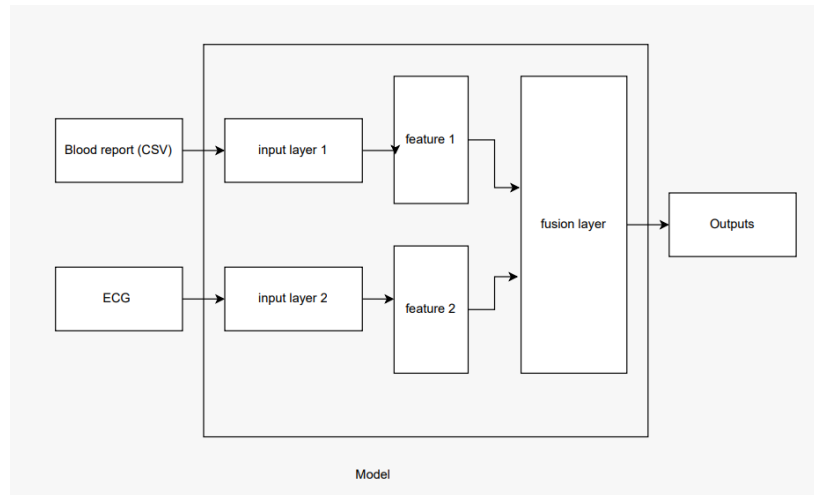 Blood report (CSV)
input layer 1
feature 1
fusion layer
Outputs
ECG
input layer 2
feature 2
Model